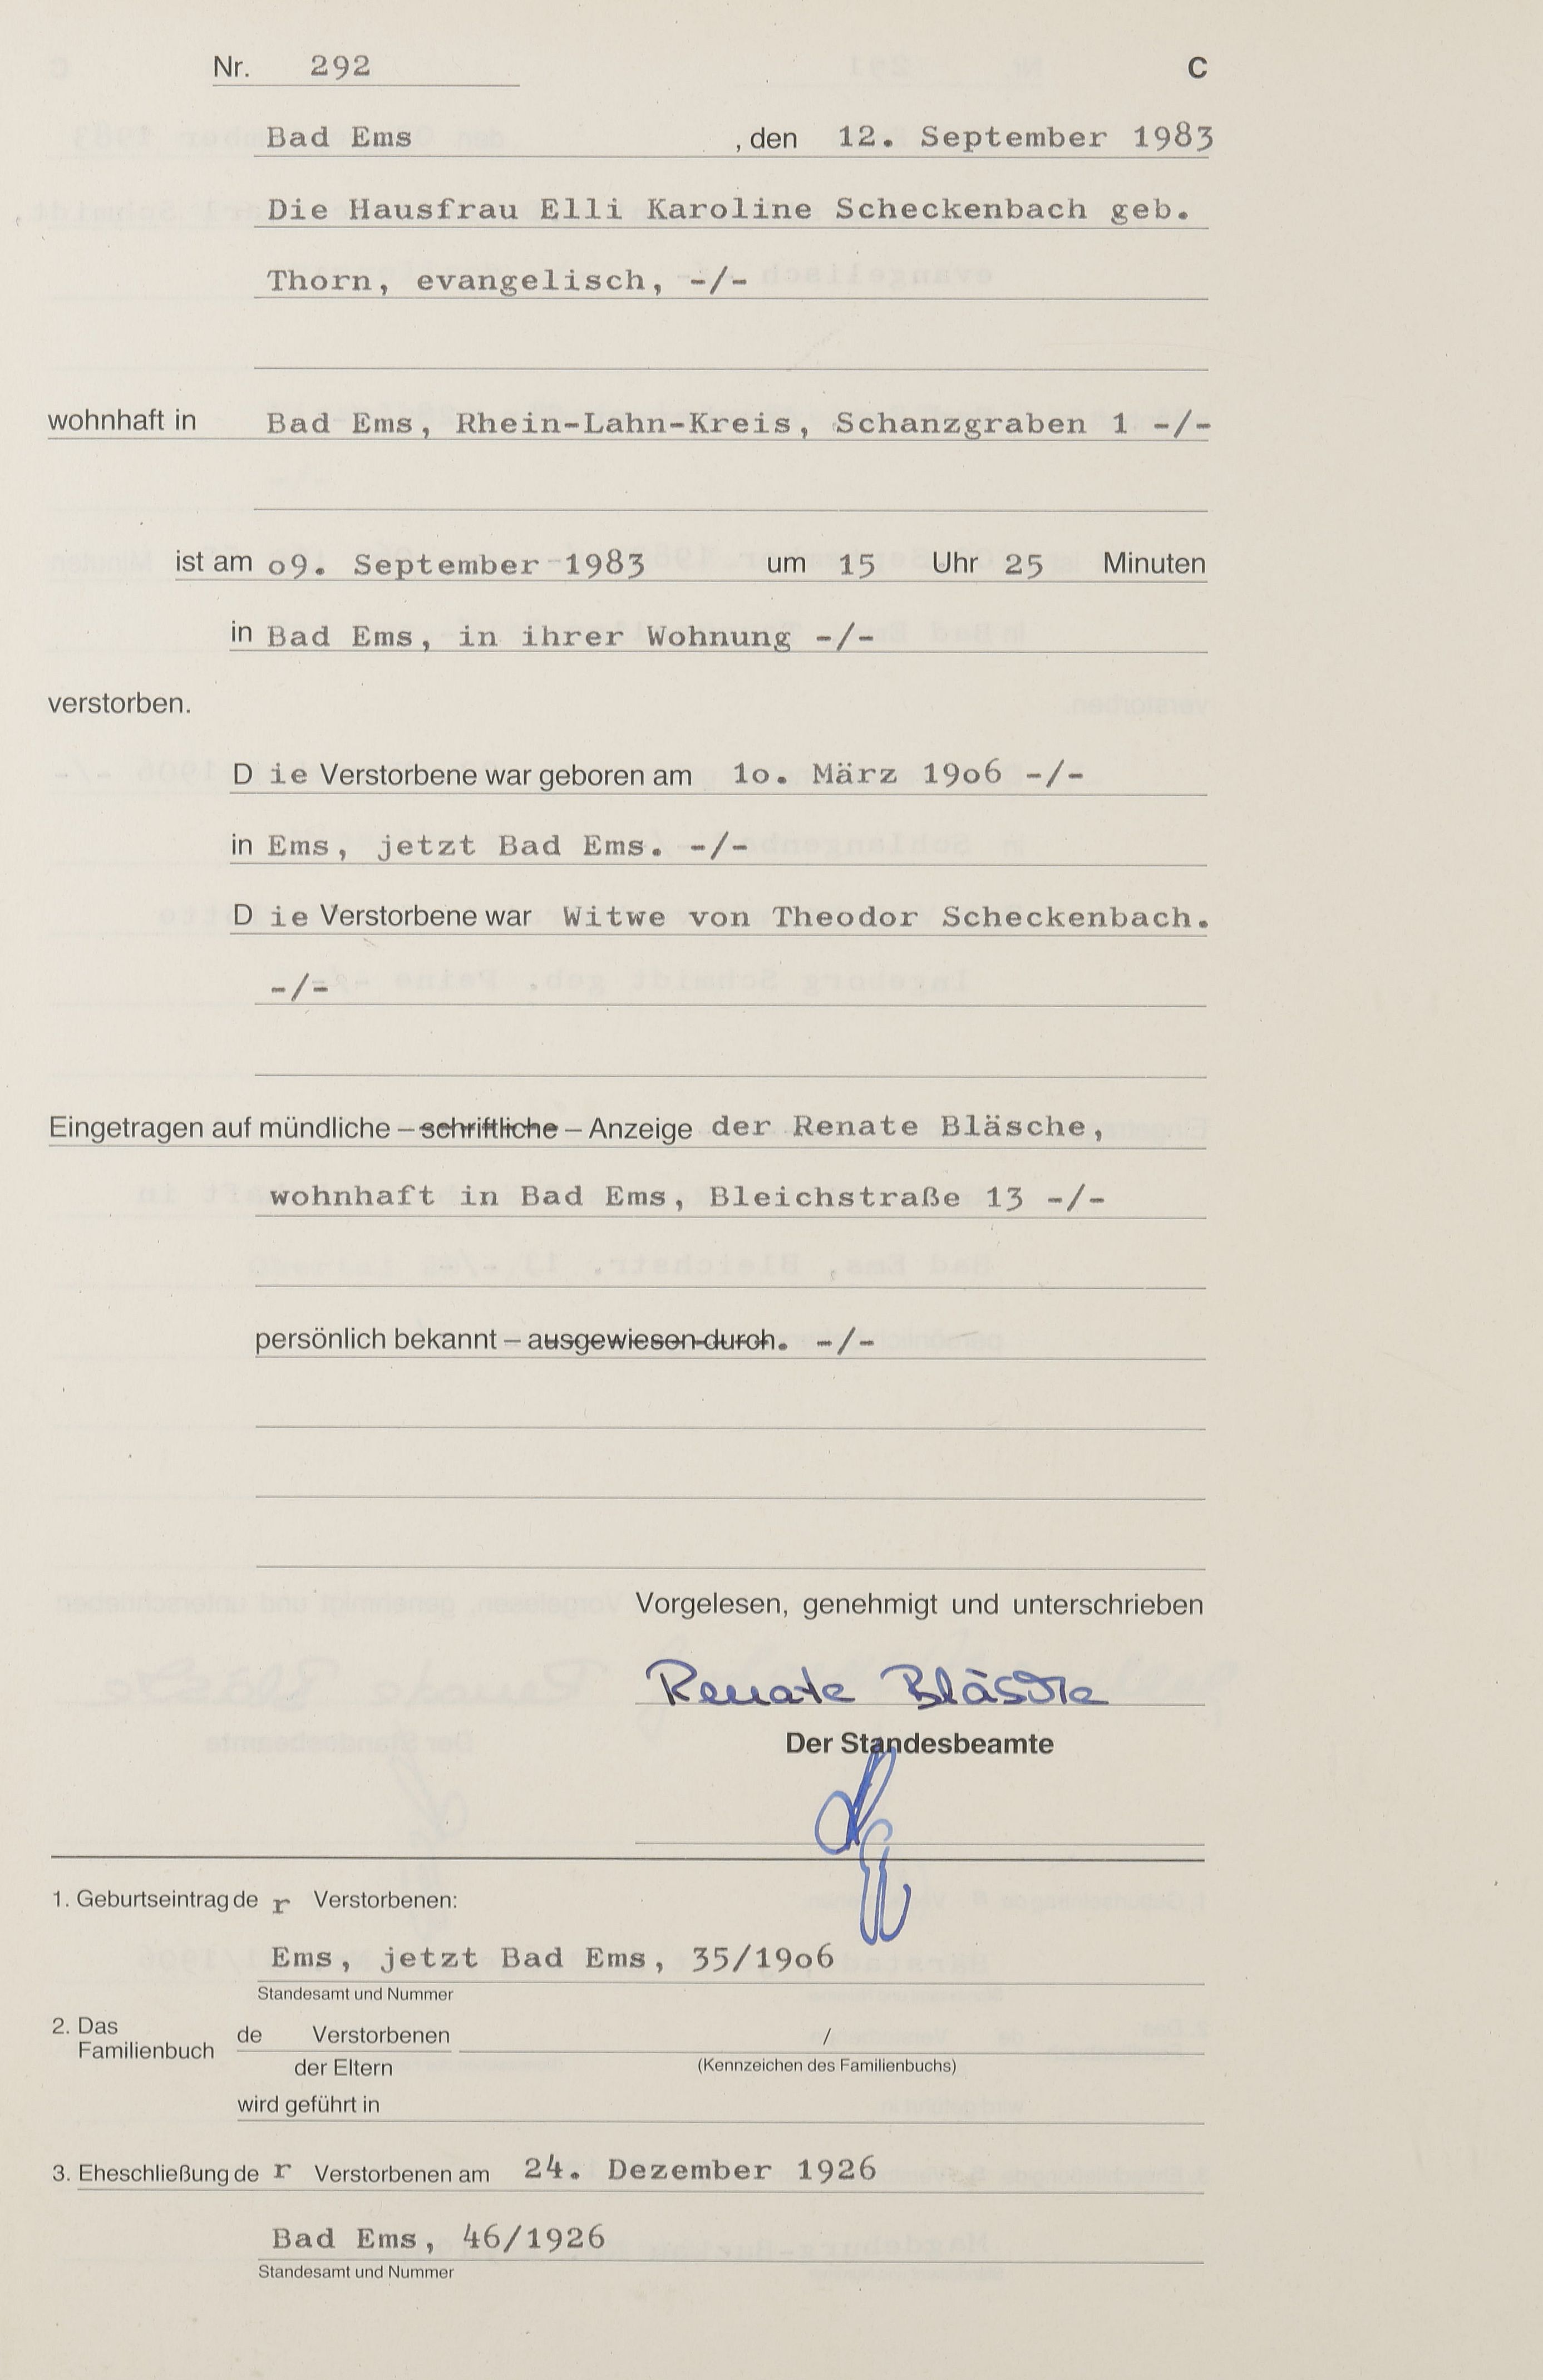 Nr. 292 C
Bad Ems , den 12. September 1983
Die Hausfrau Elli Karoline Scheckenbach geb.
Thorn, evangelisch, -/-
wohnhaft in Bad Ems, Rhein-Lahn-Kreis, Schanzgraben 1 -/-
ist am o9. September 1983 um 15 Uhr 25 Minuten
in Bad Ems, in ihrer Wohnung -/-
verstorben.
D ie Verstorbene war geboren am 1o. März 19o6 -/-
in Ems, jetzt Bad Ems. -/-
D ie Verstorbene war Witwe von Theodor Scheckenbach.
-/-
Eingetragen auf mündliche – schriftliche – Anzeige der Renate Bläsche,
wohnhaft in Bad Ems, Bleichstraße 13 -/-
persönlich bekannt – ausgewiesen durch. -/-
Vorgelesen, genehmigt und unterschrieben
Renate Bläsche
Der Standesbeamte
1. Geburtseintrag de r Verstorbenen:
Ems, jetzt Bad Ems, 35/19o6
Standesamt und Nummer
2. Das Familienbuch de Verstorbenen /
der Eltern (Kennzeichen des Familienbuchs)
wird geführt in
3. Eheschließung de r Verstorbenen am 24. Dezember 1926
Bad Ems, 46/1926
Standesamt und Nummer